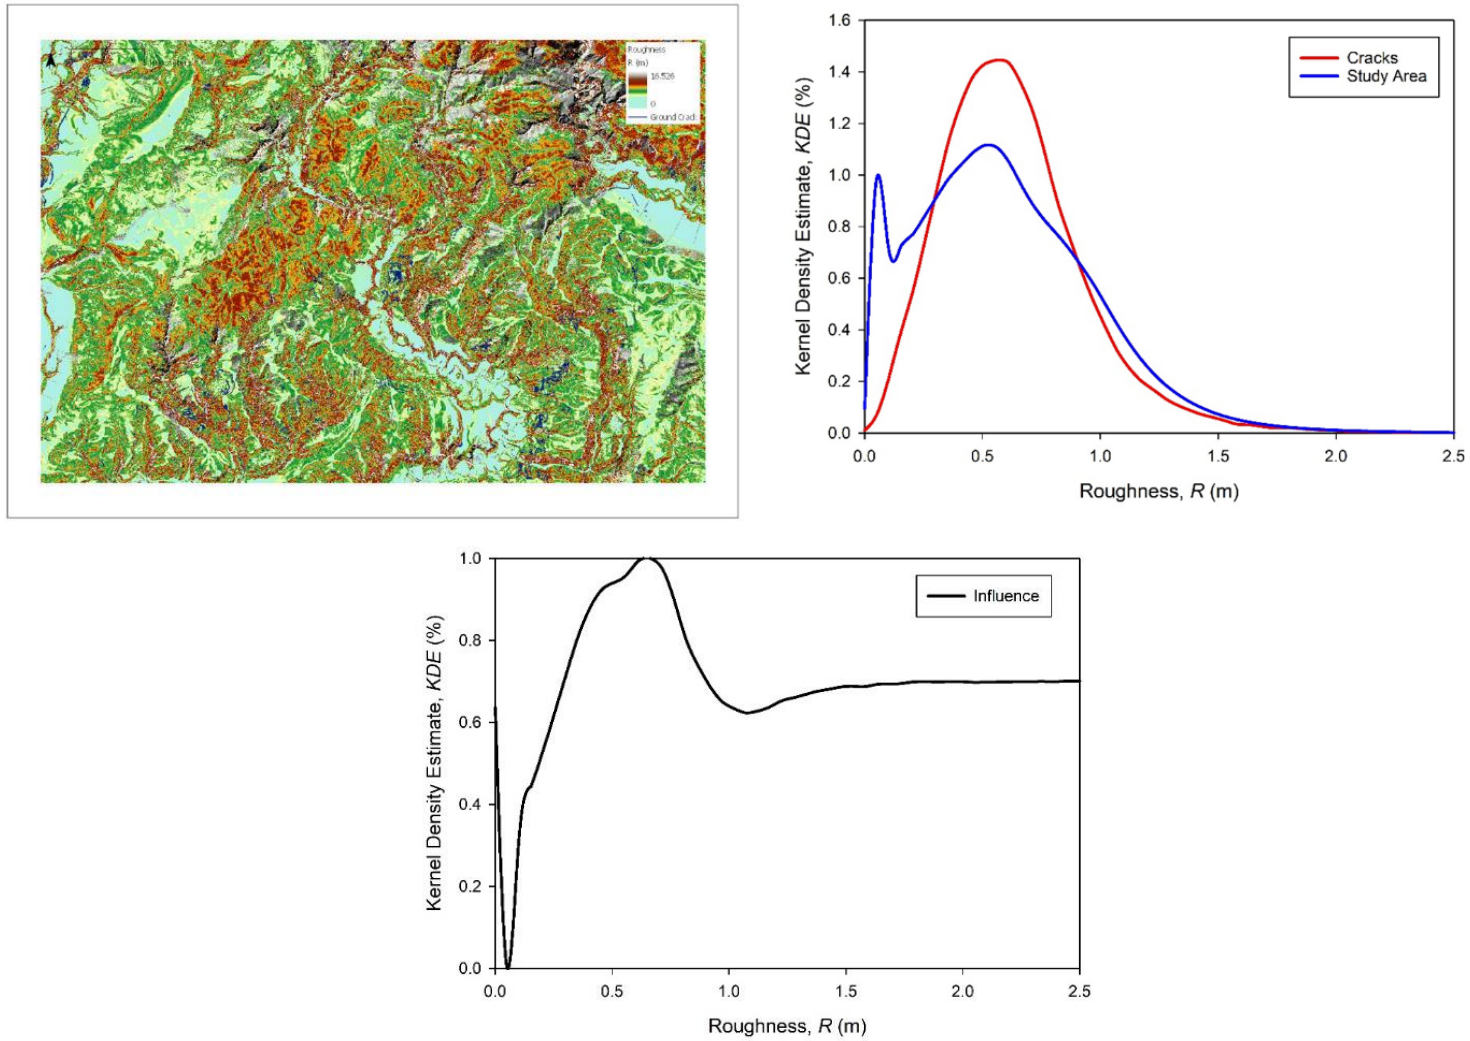 Roughness
R (m)
16.526
0
Ground Crack
1.6
1.4
1.2
1.0
0.8
0.6
0.4
0.2
0.0
Kernel Density Estimate, KDE (%)
Cracks
Study Area
0.0 0.5 1.0 1.5 2.0 2.5
Roughness, R (m)
1.0
0.8
0.6
0.4
0.2
0.0
Kernel Density Estimate, KDE (%)
Influence
0.0 0.5 1.0 1.5 2.0 2.5
Roughness, R (m)